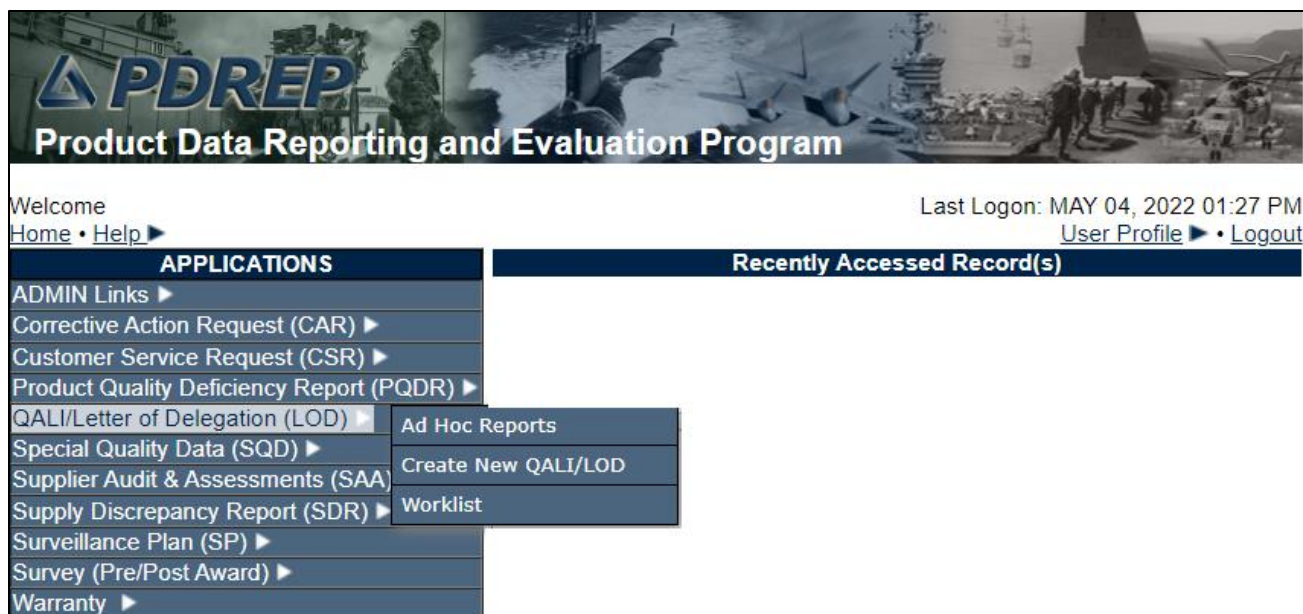 PDREP
Product Data Reporting and Evaluation Program
Welcome
Last Logon: MAY 04, 2022 01:27 PM
Home • Help ▶
User Profile ▶ • Logout
APPLICATIONS
Recently Accessed Record(s)
ADMIN Links ▶
Corrective Action Request (CAR) ▶
Customer Service Request (CSR) ▶
Product Quality Deficiency Report (PQDR) ▶
QALI/Letter of Delegation (LOD) ▶
Ad Hoc Reports
Create New QALI/LOD
Worklist
Special Quality Data (SQD) ▶
Supplier Audit & Assessments (SAA)
Supply Discrepancy Report (SDR) ▶
Surveillance Plan (SP) ▶
Survey (Pre/Post Award) ▶
Warranty ▶